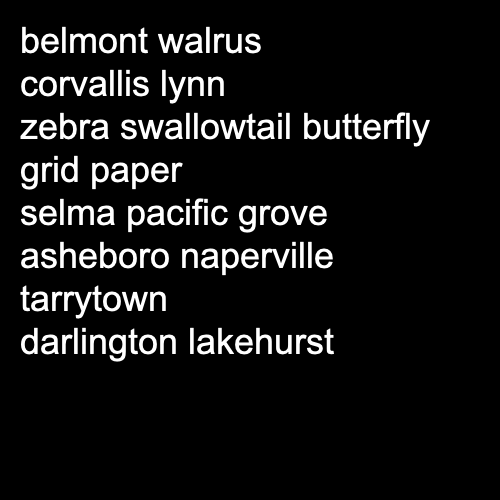 belmont walrus
corvallis lynn
zebra swallowtail butterfly
grid paper
selma pacific grove
asheboro naperville
tarrytown
darlington lakehurst